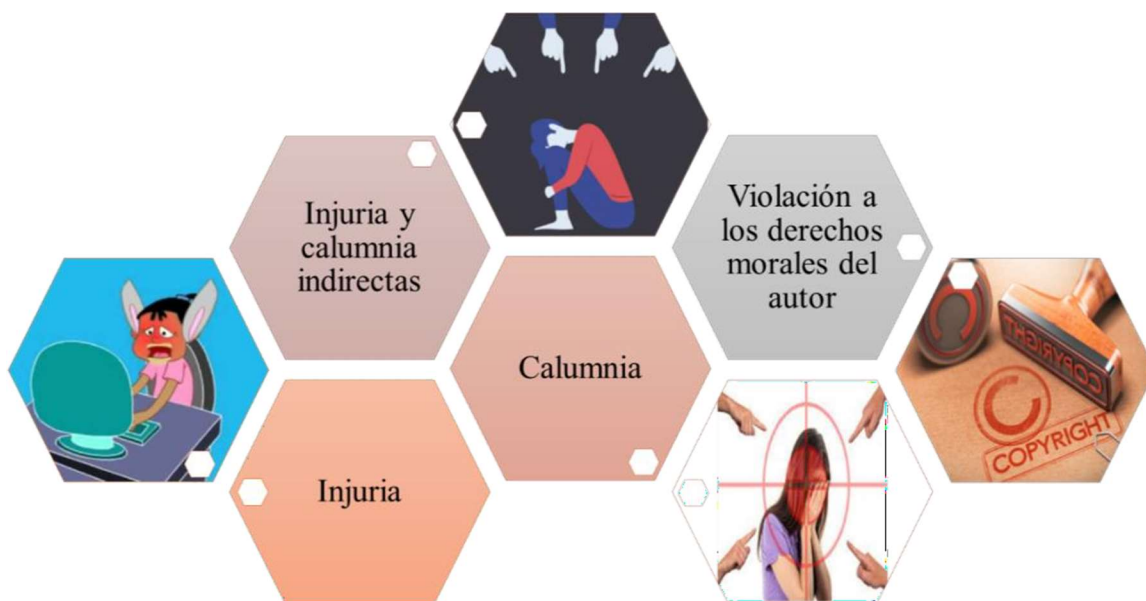 Injuria y
calumnia
indirectas
Violación a
los derechos
morales del
autor
Calumnia
Injuria
COPYRIGHT
COPYRIGHT